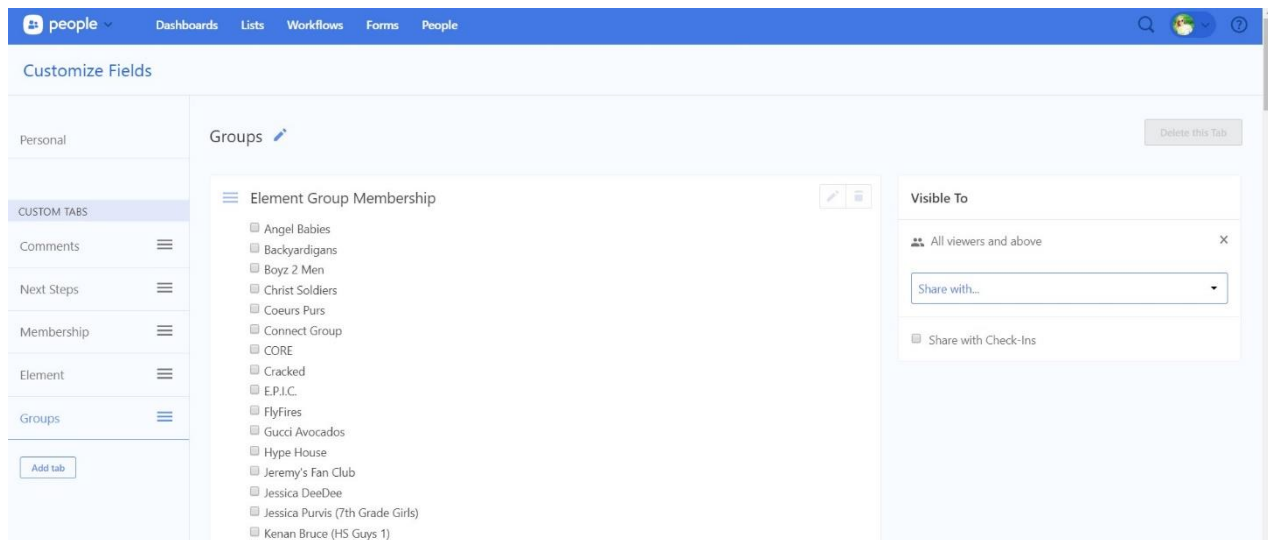 people Dashboards Lists Workflows Forms People
Customize Fields
Personal
CUSTOM TABS
Comments
Next Steps
Membership
Element
Groups
Add tab
Groups
Delete this Tab
Element Group Membership
Angel Babies
Backyardigans
Boyz 2 Men
Christ Soldiers
Coeurs Purs
Connect Group
CORE
Cracked
E.P.I.C.
FlyFires
Gucci Avocados
Hype House
Jeremy's Fan Club
Jessica DeeDee
Jessica Purvis (7th Grade Girls)
Kenan Bruce (HS Guys 1)
Visible To
All viewers and above
Share with...
Share with Check-Ins